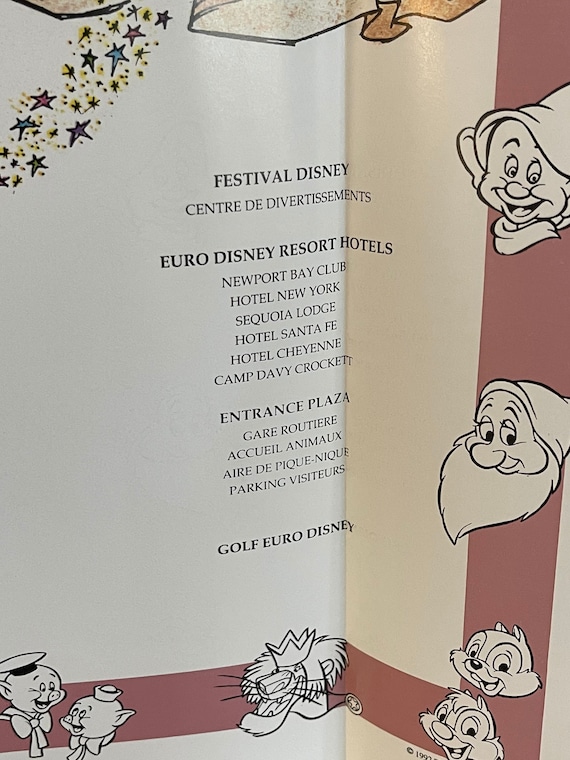 FESTIVAL DISNEY
CENTRE DE DIVERTISSEMENTS
EURO DISNEY RESORT HOTELS
NEWPORT BAY CLUB
HOTEL NEW YORK
SEQUOIA LODGE
HOTEL SANTA FE
HOTEL CHEYENNE
CAMP DAVY CROCKETT
ENTRANCE PLAZA
GARE ROUTIERE
ACCUEIL ANIMAUX
AIRE DE PIQUE-NIQUE
PARKING VISITEURS
GOLF EURO DISNEY
© 1992